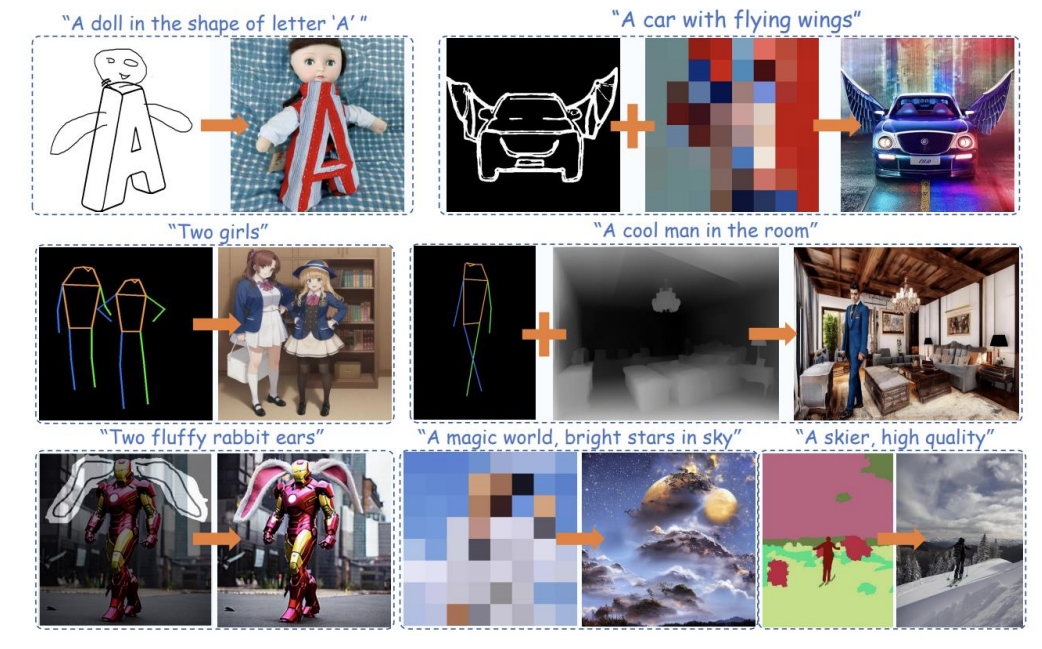 “A doll in the shape of letter ‘A’ ”
“A car with flying wings”
A
A
“Two girls”
“A cool man in the room”
“Two fluffy rabbit ears”
“A magic world, bright stars in sky”
“A skier, high quality”